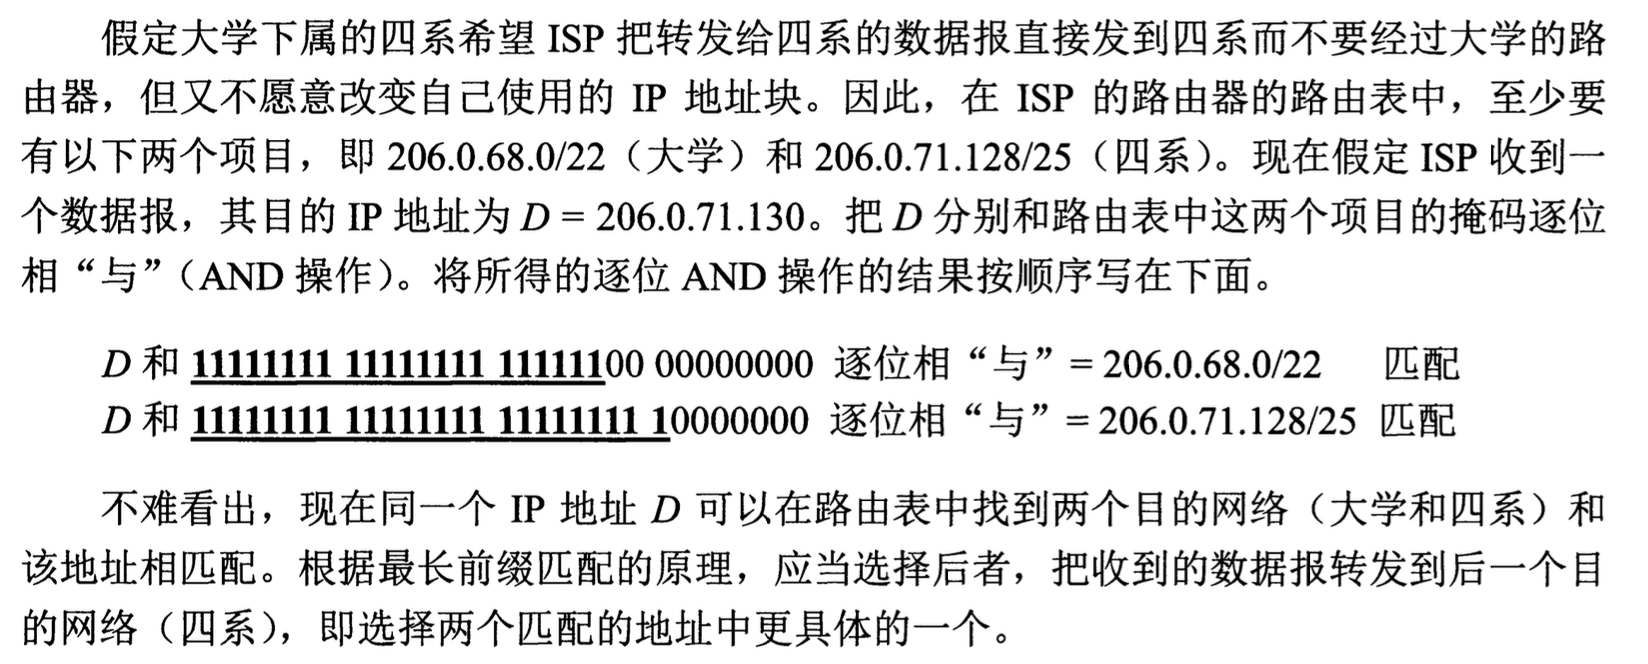 假定大学下属的四系希望 ISP 把转发给四系的数据报直接发到四系而不要经过大学的路
由器，但又不愿意改变自己使用的 IP 地址块。因此，在 ISP 的路由器的路由表中，至少要
有以下两个项目，即 206.0.68.0/22（大学）和 206.0.71.128/25（四系）。现在假定 ISP 收到一
个数据报，其目的 IP 地址为 D = 206.0.71.130。把 D 分别和路由表中这两个项目的掩码逐位
相“与”（AND 操作）。将所得的逐位 AND 操作的结果按顺序写在下面。
D 和 11111111 11111111 11111100 00000000 逐位相“与”= 206.0.68.0/22 匹配
D 和 11111111 11111111 11111111 10000000 逐位相“与”= 206.0.71.128/25 匹配
不难看出，现在同一个 IP 地址 D 可以在路由表中找到两个目的网络（大学和四系）和
该地址相匹配。根据最长前缀匹配的原理，应当选择后者，把收到的数据报转发到后一个目
的网络（四系），即选择两个匹配的地址中更具体的一个。